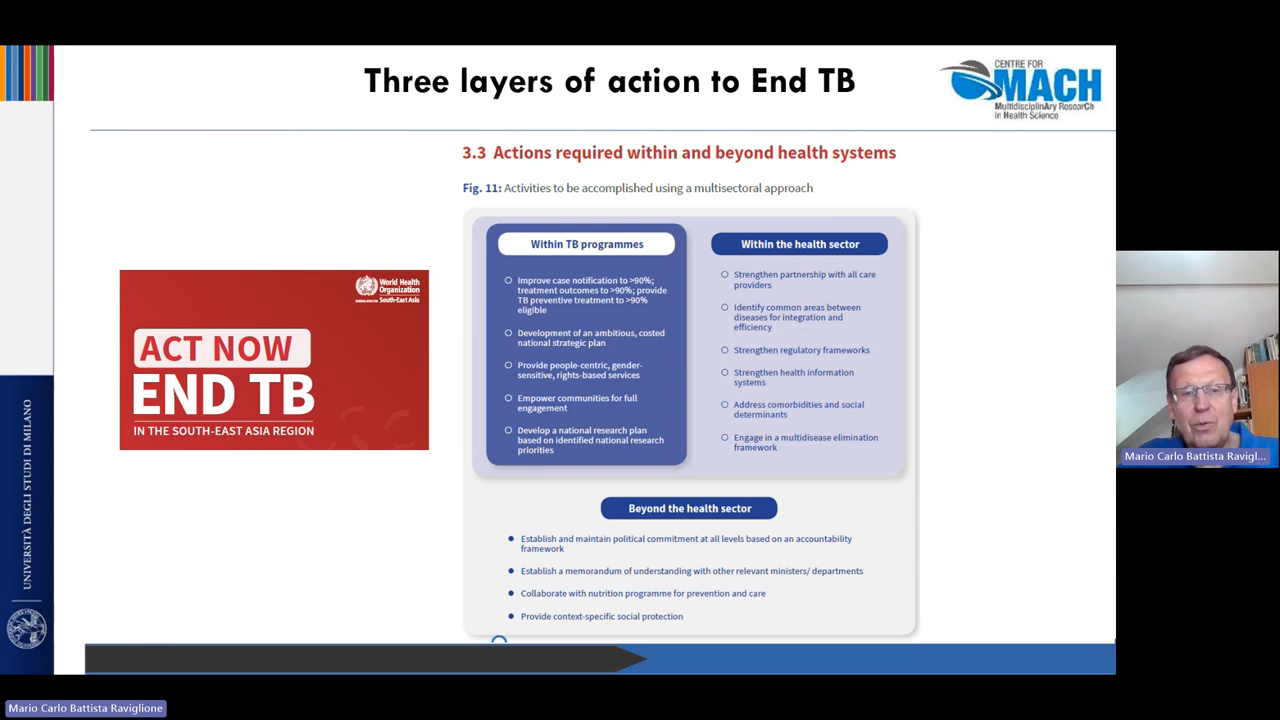 Three layers of action to End TB
CENTRE FOR
MACH
MultidisciplinAry ResearCh
in Health Science
3.3 Actions required within and beyond health systems
Fig. 11: Activities to be accomplished using a multisectoral approach
Within TB programmes
Improve case notification to >90%;
treatment outcomes to >90%; provide
TB preventive treatment to >90%
eligible
Development of an ambitious, costed
national strategic plan
Provide people-centric, gender-
sensitive, rights-based services
Empower communities for full
engagement
Develop a national research plan
based on identified national research
priorities
Within the health sector
Strengthen partnership with all care
providers
Identify common areas between
diseases for integration and
efficiency
Strengthen regulatory frameworks
Strengthen health information
systems
Address comorbidities and social
determinants
Engage in a multidisease elimination
framework
Beyond the health sector
Establish and maintain political commitment at all levels based on an accountability
framework
Establish a memorandum of understanding with other relevant ministers/ departments
Collaborate with nutrition programme for prevention and care
Provide context-specific social protection
World Health
Organization
South-East Asia
ACT NOW
END TB
IN THE SOUTH-EAST ASIA REGION
UNIVERSITÀ DEGLI STUDI DI MILANO
Mario Carlo Battista Ravigl...
Mario Carlo Battista Raviglione